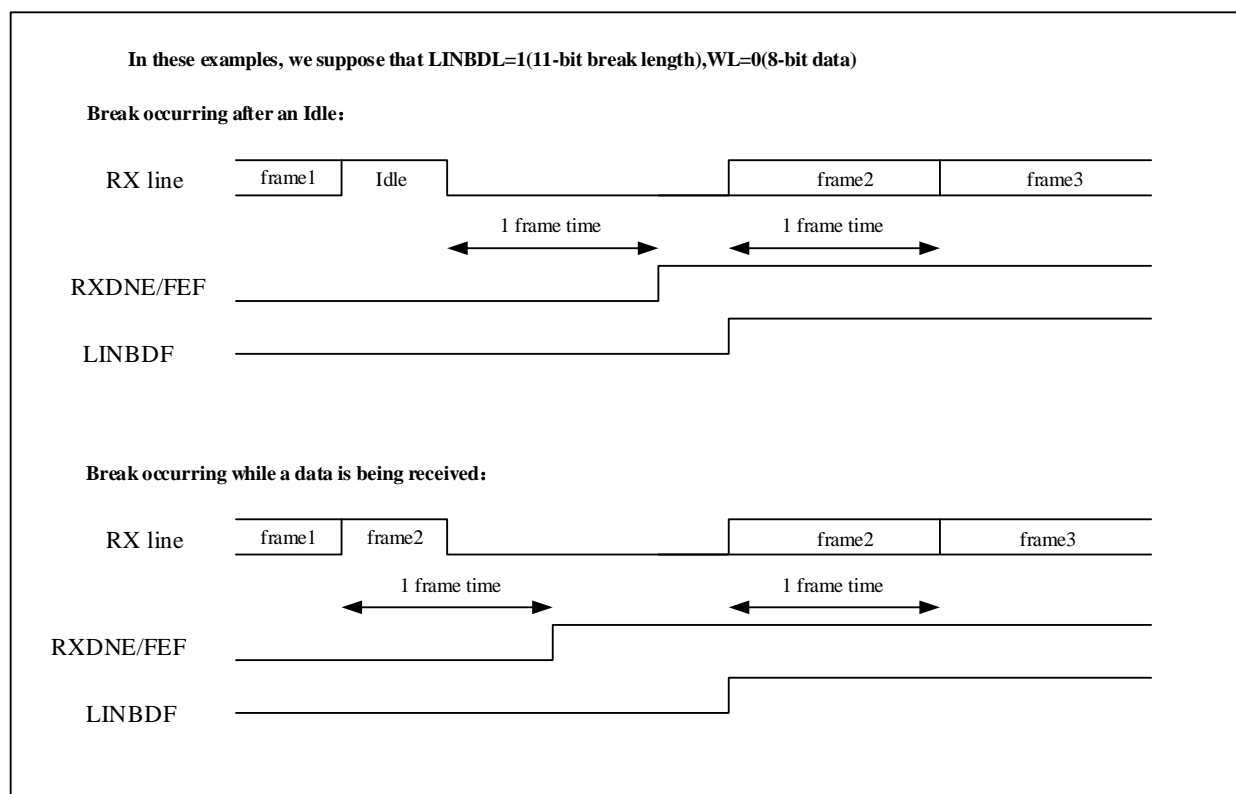 In these examples, we suppose that LINBDL=1(11-bit break length),WL=0(8-bit data)
Break occurring after an Idle：
RX line frame1 Idle frame2 frame3
1 frame time 1 frame time
RXDNE/FEF
LINBDF
Break occurring while a data is being received：
RX line frame1 frame2 frame2 frame3
1 frame time 1 frame time
RXDNE/FEF
LINBDF